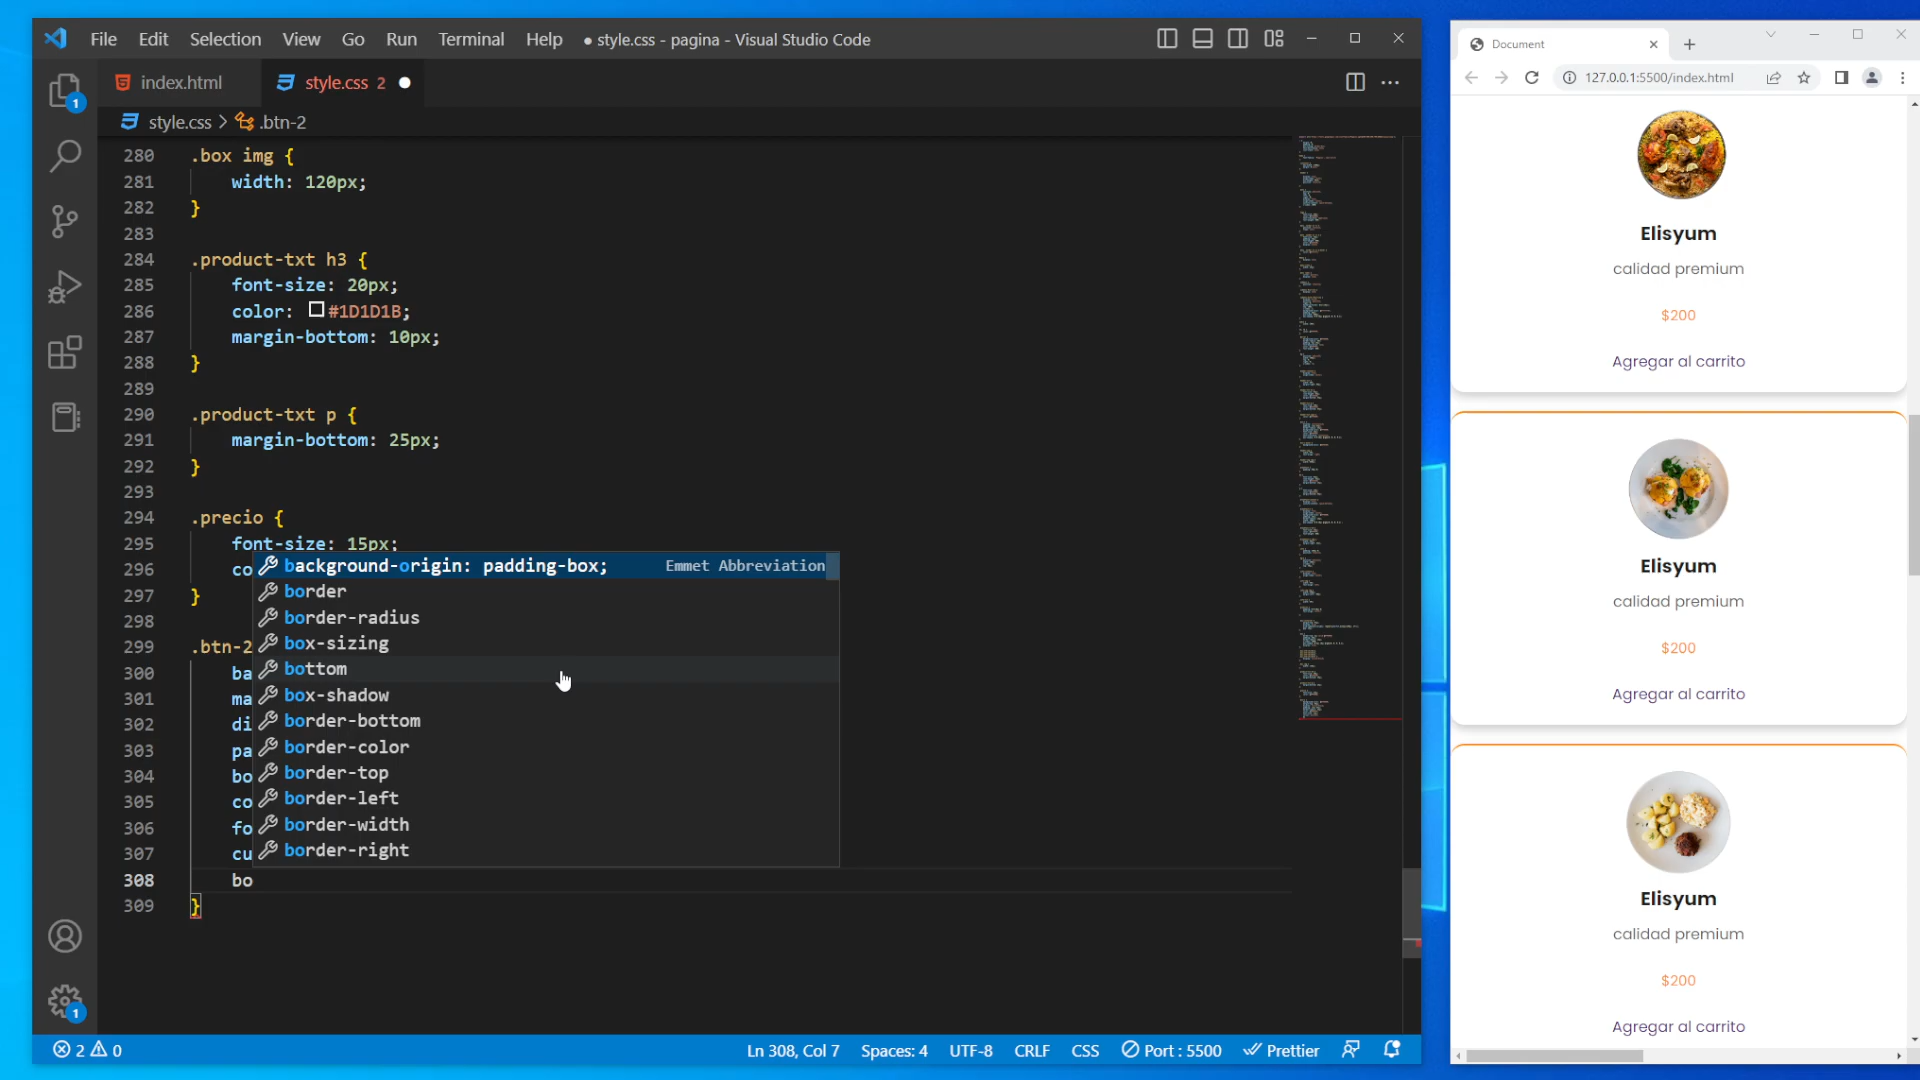 File Edit Selection View Go Run Terminal Help ● style.css - pagina - Visual Studio Code
index.html style.css 2 ●
style.css > .btn-2
280 .box img {
281 width: 120px;
282 }
283
284 .product-txt h3 {
285 font-size: 20px;
286 color: #1D1D1B;
287 margin-bottom: 10px;
288 }
289
290 .product-txt p {
291 margin-bottom: 25px;
292 }
293
294 .precio {
295 font-size: 15px;
296 co
297 }
298
299 .btn-2
300 ba
301 ma
302 di
303 pa
304 bo
305 co
306 fo
307 cu
308 bo
309 }
background-origin: padding-box; Emmet Abbreviation
border
border-radius
box-sizing
bottom
box-shadow
border-bottom
border-color
border-top
border-left
border-width
border-right
1
1
2 0
Ln 308, Col 7 Spaces: 4 UTF-8 CRLF CSS Port : 5500 Prettier
Document
127.0.0.1:5500/index.html
Elisyum
calidad premium
$200
Agregar al carrito
Elisyum
calidad premium
$200
Agregar al carrito
Elisyum
calidad premium
$200
Agregar al carrito